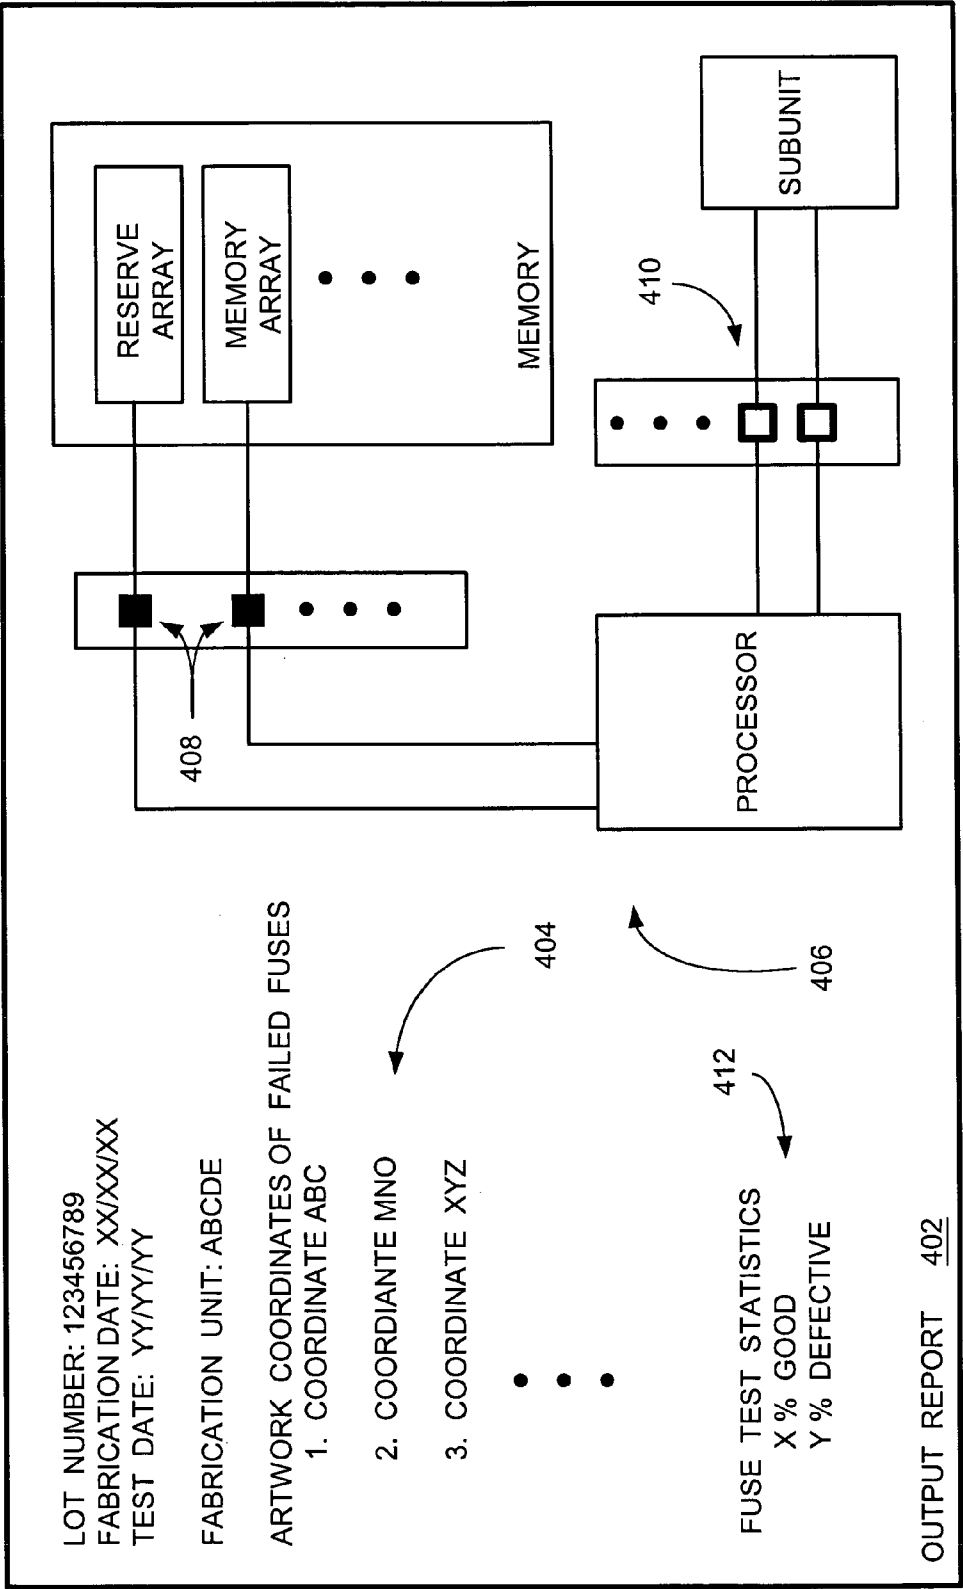 LOT NUMBER: 123456789
FABRICATION DATE: XX/XX/XX
TEST DATE: YY/YY/YY
FABRICATION UNIT: ABCDE
ARTWORK COORDINATES OF FAILED FUSES
1. COORDINATE ABC
2. COORDIANTE MNO
3. COORDINATE XYZ
404
406
412
FUSE TEST STATISTICS
X % GOOD
Y % DEFECTIVE
OUTPUT REPORT 402
408
RESERVE
ARRAY
MEMORY
ARRAY
MEMORY
PROCESSOR
410
SUBUNIT